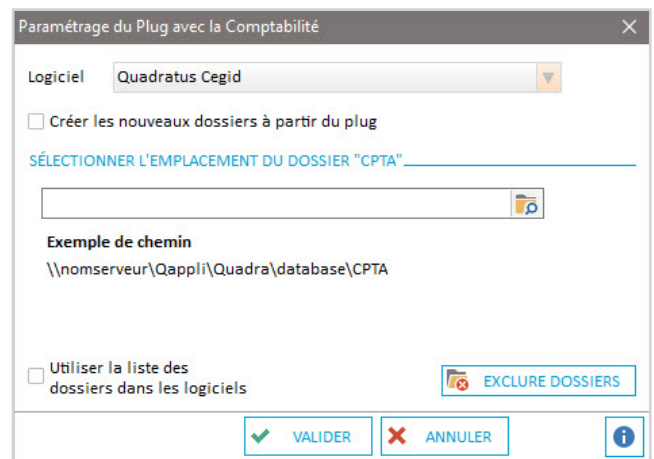 Paramétrage du Plug avec la Comptabilité
Logiciel Quadratus Cegid
Créer les nouveaux dossiers à partir du plug
SÉLECTIONNER L'EMPLACEMENT DU DOSSIER "CPTA"
Exemple de chemin
\\nomserveur\Qappli\Quadra\database\CPTA
Utiliser la liste des
dossiers dans les logiciels
EXCLURE DOSSIERS
VALIDER ANNULER